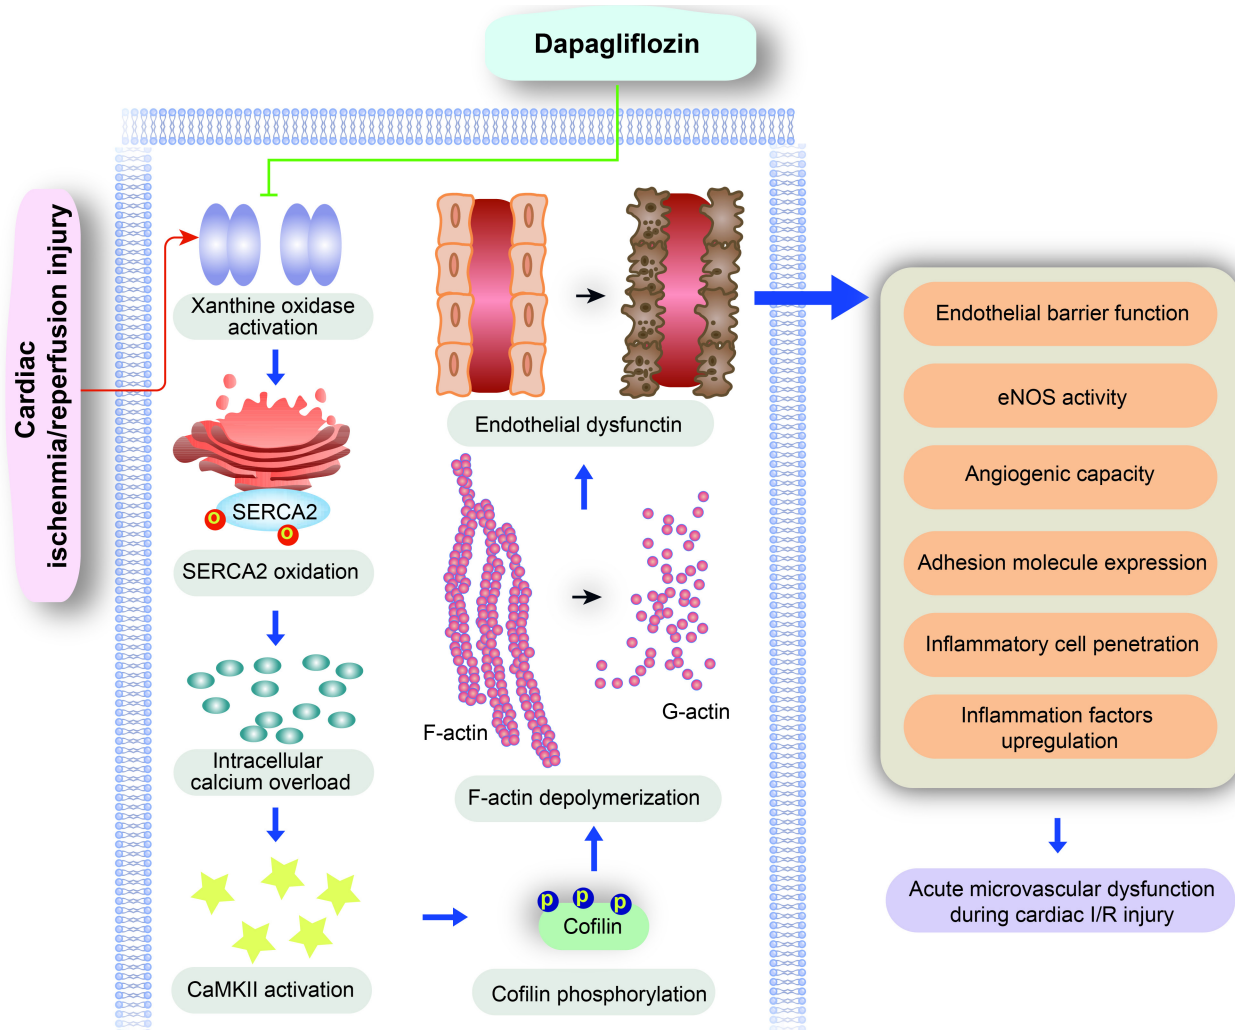 Dapagliflozin
Cardiac
ischenmia/reperfusion injury
Xanthine oxidase
activation
SERCA2
O
O
SERCA2 oxidation
Intracellular
calcium overload
CaMKII activation
p
p
p
Cofilin
Cofilin phosphorylation
F-actin
G-actin
F-actin depolymerization
Endothelial dysfunctin
Endothelial barrier function
eNOS activity
Angiogenic capacity
Adhesion molecule expression
Inflammatory cell penetration
Inflammation factors
upregulation
Acute microvascular dysfunction
during cardiac I/R injury